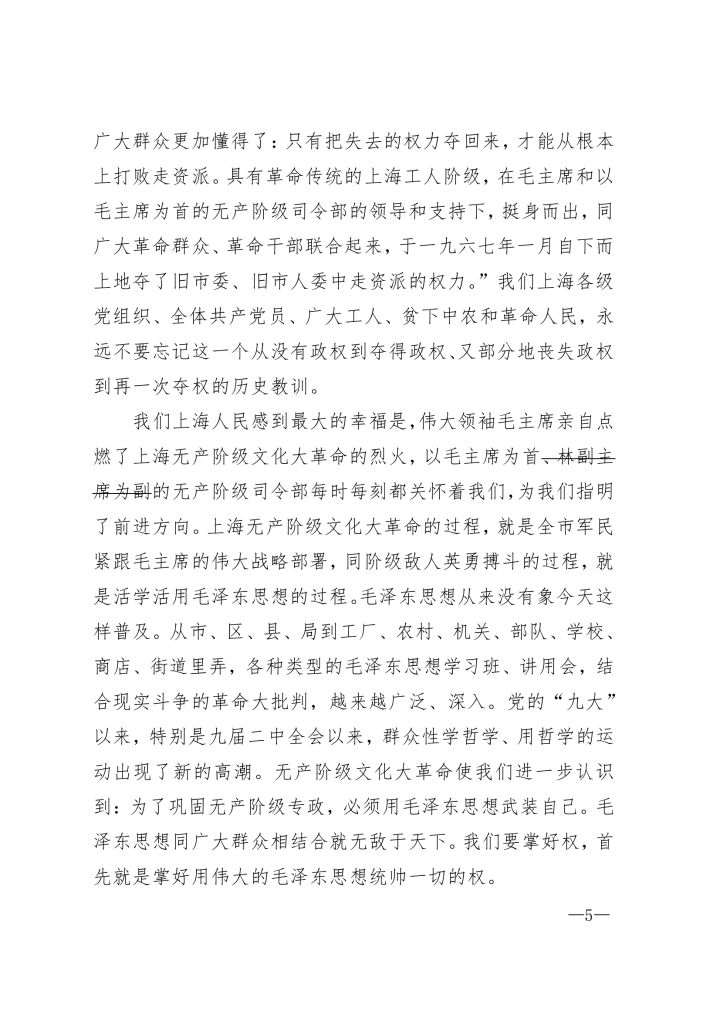 广大群众更加懂得了：只有把失去的权力夺回来，才能从根本
上打败走资派。具有革命传统的上海工人阶级，在毛主席和以
毛主席为首的无产阶级司令部的领导和支持下，挺身而出，同
广大革命群众、革命干部联合起来，于一九六七年一月自下而
上地夺了旧市委、旧市人委中走资派的权力。”我们上海各级
党组织、全体共产党员、广大工人、贫下中农和革命人民，永
远不要忘记这一个从没有政权到夺得政权、又部分地丧失政权
到再一次夺权的历史教训。
我们上海人民感到最大的幸福是，伟大领袖毛主席亲自点
燃了上海无产阶级文化大革命的烈火，以毛主席为首、林副主
席为副的无产阶级司令部每时每刻都关怀着我们，为我们指明
了前进方向。上海无产阶级文化大革命的过程，就是全市军民
紧跟毛主席的伟大战略部署，同阶级敌人英勇搏斗的过程，就
是活学活用毛泽东思想的过程。毛泽东思想从来没有象今天这
样普及。从市、区、县、局到工厂、农村、机关、部队、学校、
商店、街道里弄，各种类型的毛泽东思想学习班、讲用会，结
合现实斗争的革命大批判，越来越广泛、深入。党的“九大”
以来，特别是九届二中全会以来，群众性学哲学、用哲学的运
动出现了新的高潮。无产阶级文化大革命使我们进一步认识
到：为了巩固无产阶级专政，必须用毛泽东思想武装自己。毛
泽东思想同广大群众相结合就无敌于天下。我们要掌好权，首
先就是掌好用伟大的毛泽东思想统帅一切的权。
—5—